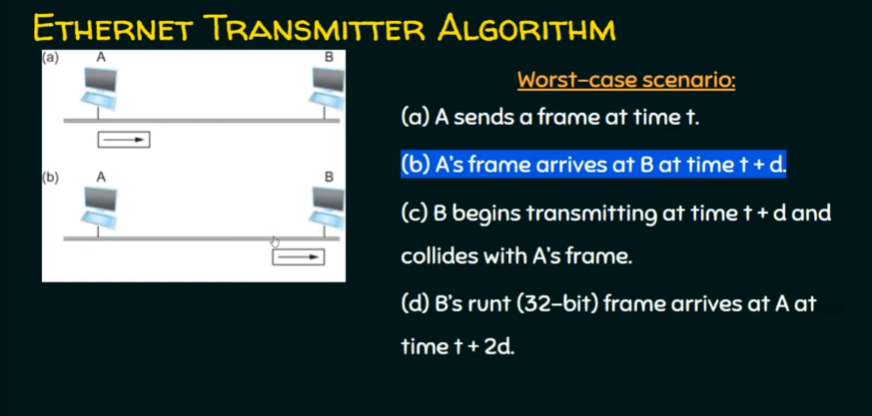 Ethernet Transmitter Algorithm
(a) A B
(b) A B
Worst-case scenario:
(a) A sends a frame at time t.
(b) A's frame arrives at B at time t + d.
(c) B begins transmitting at time t + d and
collides with A's frame.
(d) B's runt (32-bit) frame arrives at A at
time t + 2d.